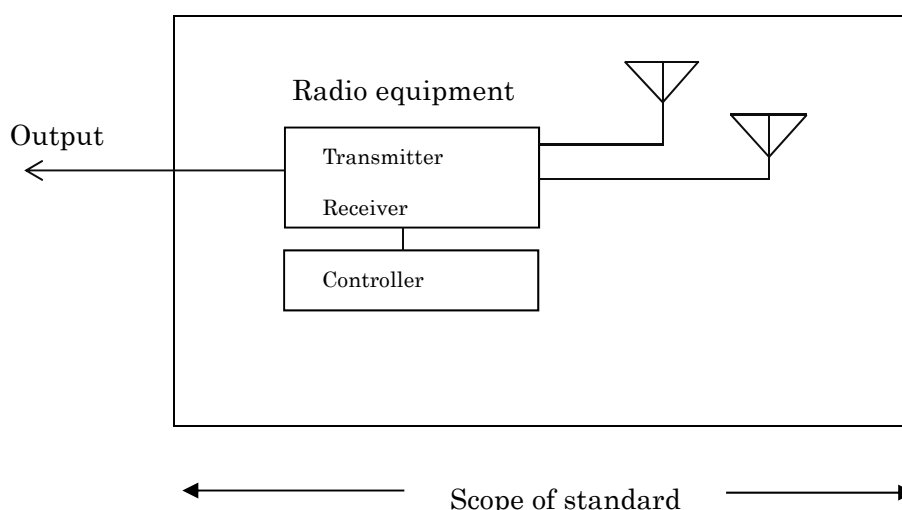 Radio equipment
Output
Transmitter
Receiver
Controller
Scope of standard